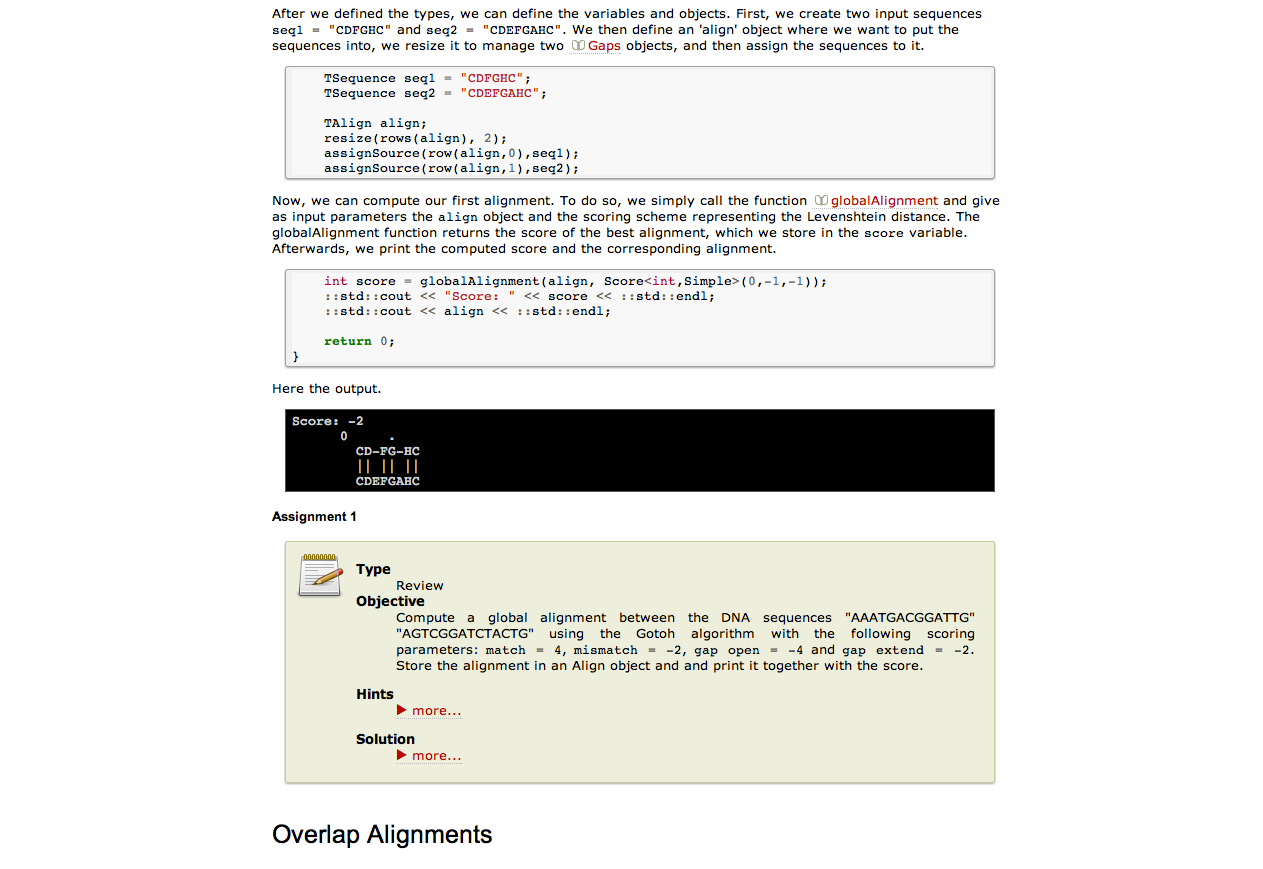 After we defined the types, we can define the variables and objects. First, we create two input sequences
seq1 = "CDFGHC" and seq2 = "CDEFGAHC". We then define an 'align' object where we want to put the
sequences into, we resize it to manage two Gaps objects, and then assign the sequences to it.
TSequence seq1 = "CDFGHC";
TSequence seq2 = "CDEFGAHC";
TAlign align;
resize(rows(align), 2);
assignSource(row(align,0),seq1);
assignSource(row(align,1),seq2);
Now, we can compute our first alignment. To do so, we simply call the function globalAlignment and give
as input parameters the align object and the scoring scheme representing the Levenshtein distance. The
globalAlignment function returns the score of the best alignment, which we store in the score variable.
Afterwards, we print the computed score and the corresponding alignment.
int score = globalAlignment(align, Score<int,Simple>(0,-1,-1));
::std::cout << "Score: " << score << ::std::endl;
::std::cout << align << ::std::endl;
return 0;
}
Here the output.
Score: -2
0     .
CD-FG-HC
|| || ||
CDEFGAHC
Assignment 1
Type
Review
Objective
Compute a global alignment between the DNA sequences "AAATGACGGATTG"
"AGTCGGATCTACTG" using the Gotoh algorithm with the following scoring
parameters: match = 4, mismatch = -2, gap open = -4 and gap extend = -2.
Store the alignment in an Align object and and print it together with the score.
Hints
more...
Solution
more...
Overlap Alignments